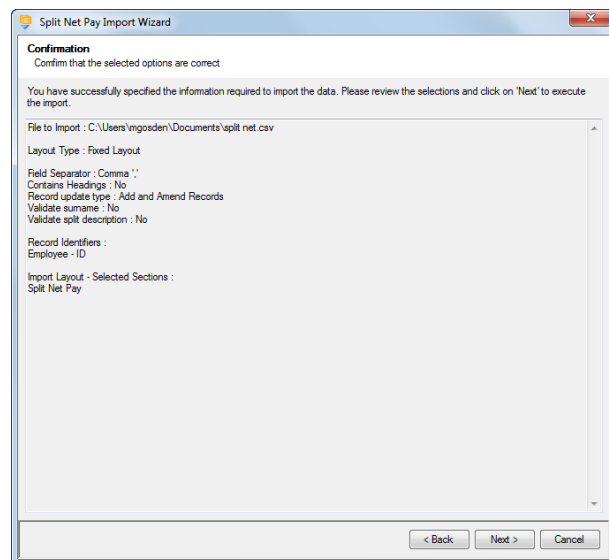 Split Net Pay Import Wizard
Confirmation
Comfirm that the selected options are correct
You have successfully specified the information required to import the data. Please review the selections and click on 'Next' to execute
the import.
File to Import : C:\Users\mgosden\Documents\split net.csv
Layout Type : Fixed Layout
Field Separator : Comma ','
Contains Headings : No
Record update type : Add and Amend Records
Validate surname : No
Validate split description : No
Record Identifiers :
Employee - ID
Import Layout - Selected Sections :
Split Net Pay
< Back Next > Cancel